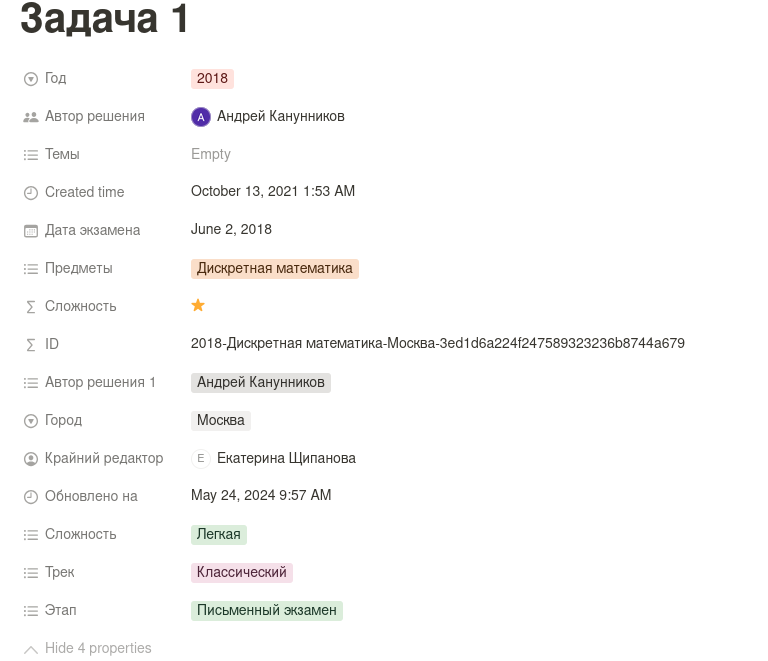 Задача 1
Год 2018
Автор решения A Андрей Канунников
Темы Empty
Created time October 13, 2021 1:53 AM
Дата экзамена June 2, 2018
Предметы Дискретная математика
Сложность
ID 2018-Дискретная математика-Москва-3ed1d6a224f247589323236b8744a679
Автор решения 1 Андрей Канунников
Город Москва
Крайний редактор E Екатерина Щипанова
Обновлено на May 24, 2024 9:57 AM
Сложность Легкая
Трек Классический
Этап Письменный экзамен
Hide 4 properties